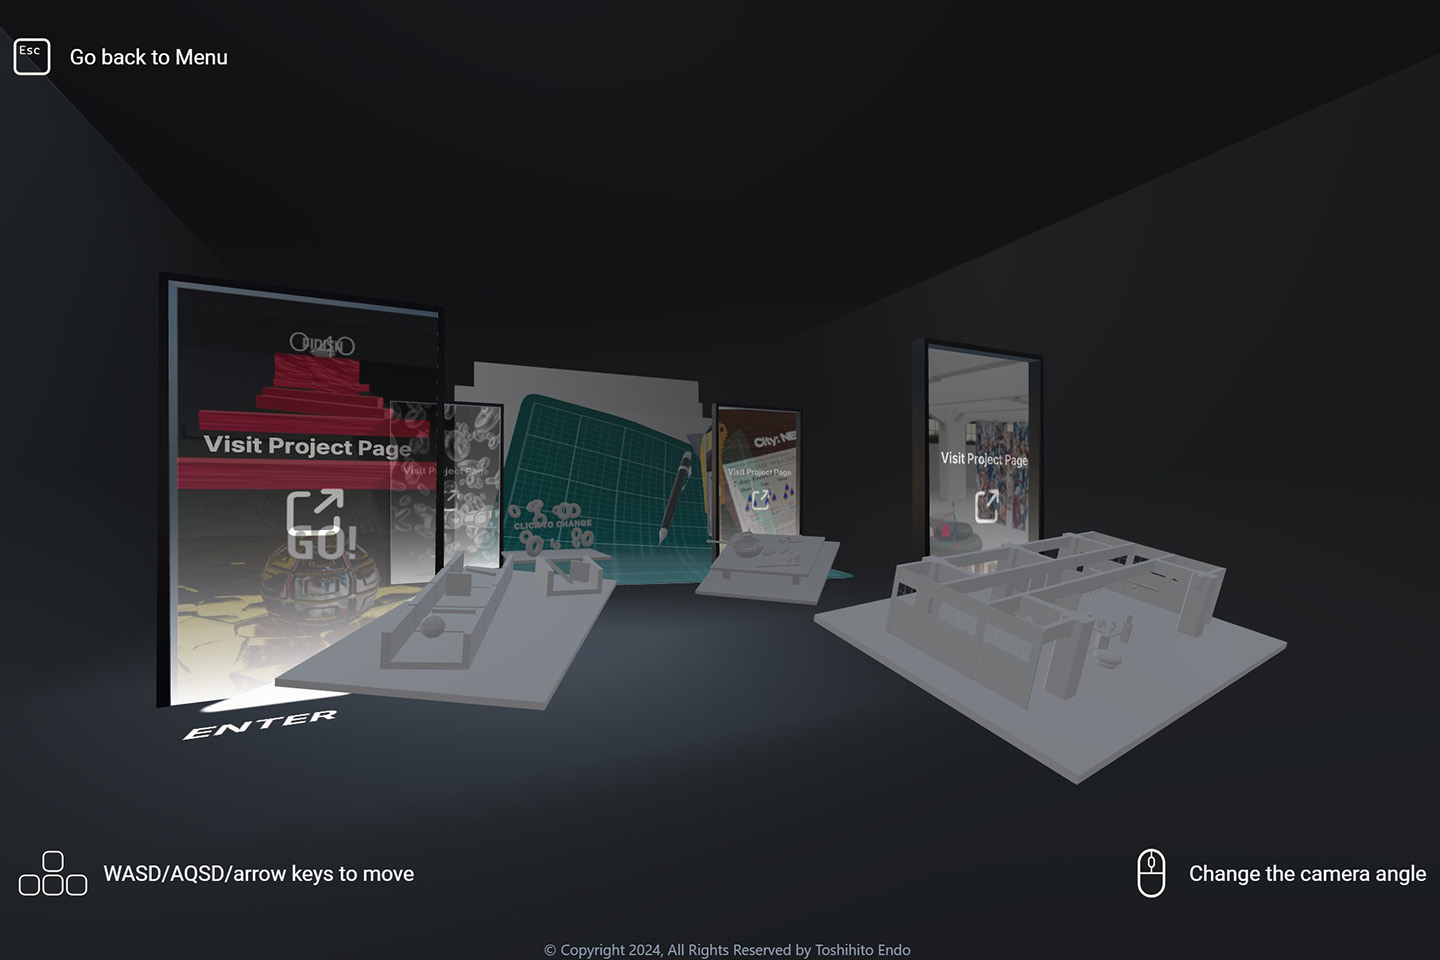 Esc
Go back to Menu
FINISH
Visit Project Page
GO!
Visit Project Page
CLICK TO CHANGE
City: NE
Visit Project Page
Visit Project Page
ENTER
WASD/AQSD/arrow keys to move
Change the camera angle
© Copyright 2024, All Rights Reserved by Toshihito Endo